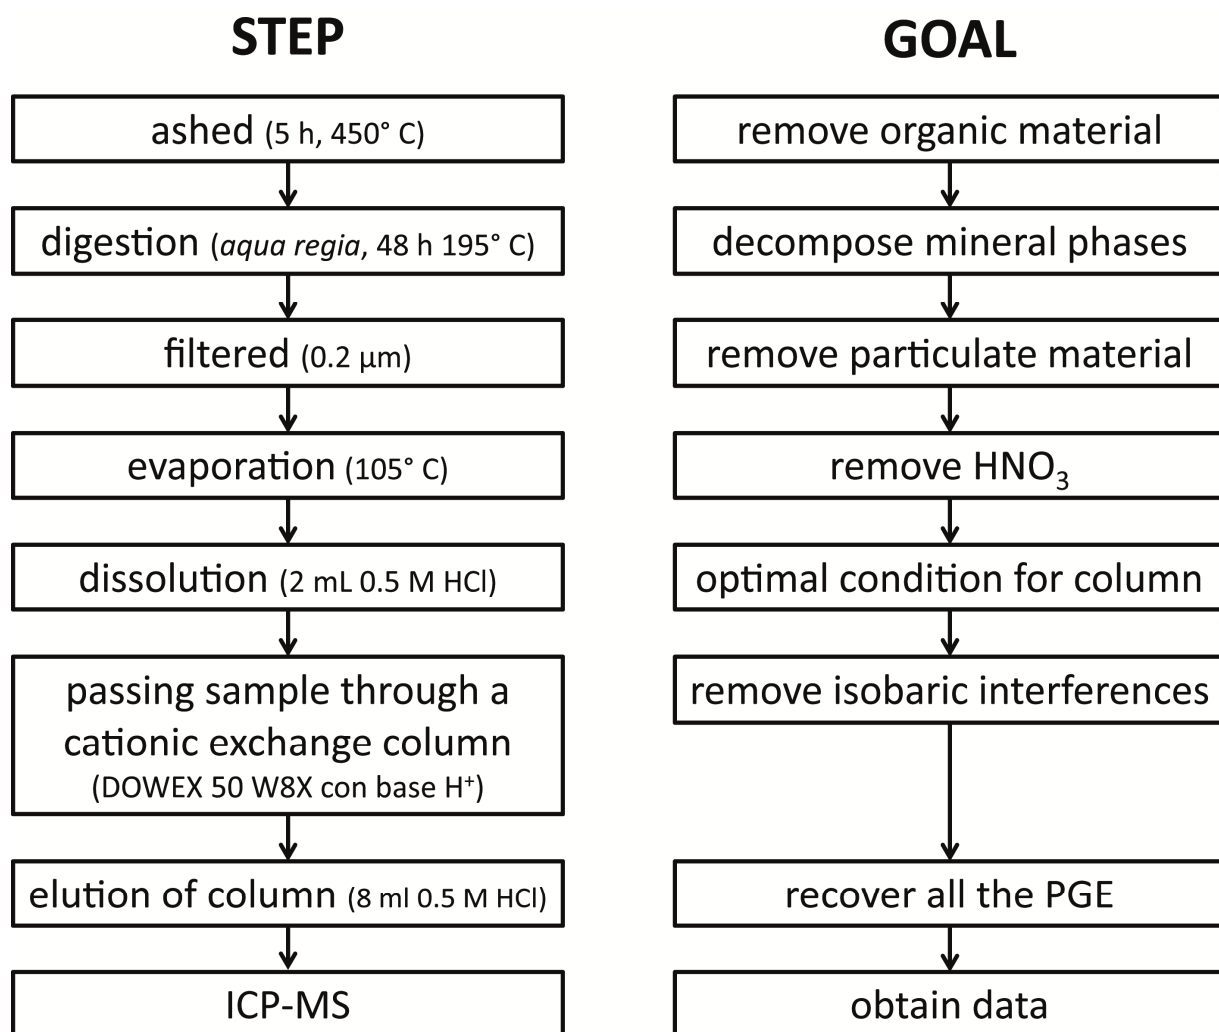 STEP
GOAL
ashed (5 h, 450° C)
remove organic material
digestion (aqua regia, 48 h 195° C)
decompose mineral phases
filtered (0.2 µm)
remove particulate material
evaporation (105° C)
remove HNO₃
dissolution (2 mL 0.5 M HCl)
optimal condition for column
passing sample through a
cationic exchange column
(DOWEX 50 W8X con base H⁺)
remove isobaric interferences
elution of column (8 ml 0.5 M HCl)
recover all the PGE
ICP-MS
obtain data